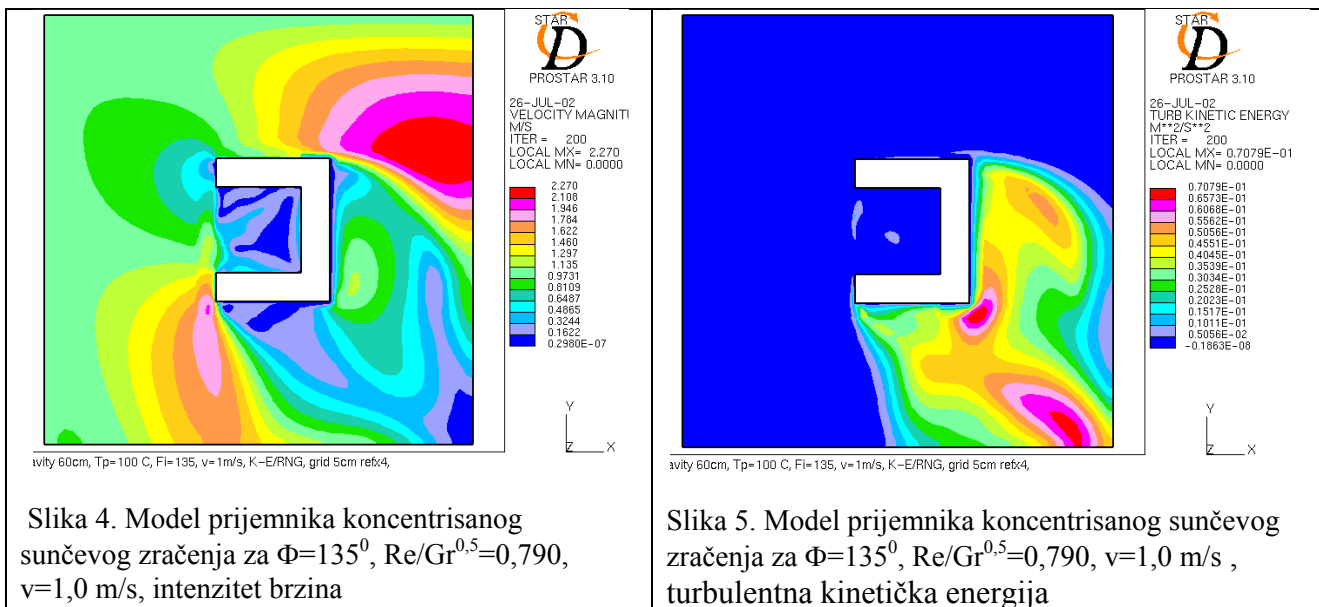 STAR
D
PROSTAR 3.10
26-JUL-02
VELOCITY MAGNITU
M/S
ITER = 200
LOCAL MX= 2.270
LOCAL MN= 0.0000
2.270
2.108
1.946
1.784
1.622
1.460
1.297
1.135
0.9731
0.8109
0.6487
0.4865
0.3244
0.1622
0.2980E-07
Y
Z X
avity 60cm, Tp=100 C, Fi=135, v=1m/s, K-E/RNG, grid 5cm refx4,
Slika 4. Model prijemnika koncentrisanog
sunčevog zračenja za Φ=135⁰, Re/Gr⁰,⁵=0,790,
v=1,0 m/s, intenzitet brzina
STAR
D
PROSTAR 3.10
26-JUL-02
TURB KINETIC ENERGY
M**2/S**2
ITER = 200
LOCAL MX= 0.7079E-01
LOCAL MN= 0.0000
0.7079E-01
0.6573E-01
0.6068E-01
0.5562E-01
0.5056E-01
0.4551E-01
0.4045E-01
0.3539E-01
0.3034E-01
0.2528E-01
0.2023E-01
0.1517E-01
0.1011E-01
0.5056E-02
-0.1863E-08
Y
Z X
avity 60cm, Tp=100 C, Fi=135, v=1m/s, K-E/RNG, grid 5cm refx4,
Slika 5. Model prijemnika koncentrisanog sunčevog
zračenja za Φ=135⁰, Re/Gr⁰,⁵=0,790, v=1,0 m/s ,
turbulentna kinetička energija